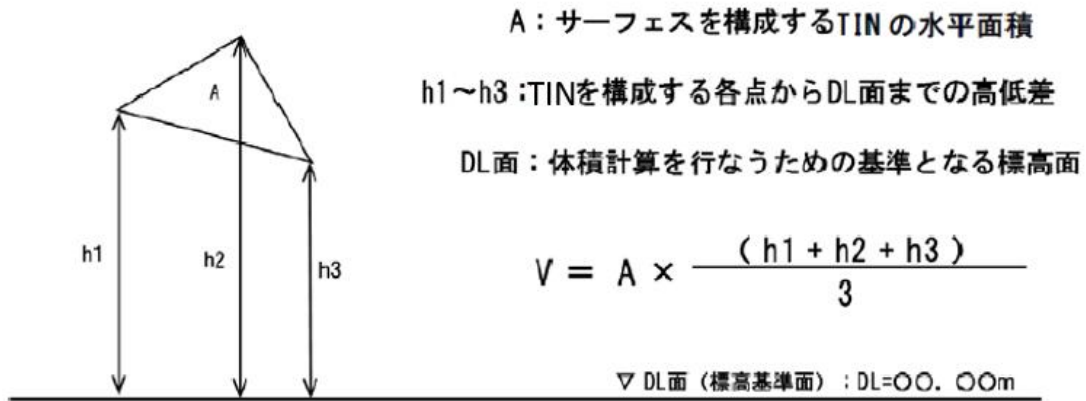 A：サーフェスを構成するTINの水平面積
A
h1～h3：TINを構成する各点からDL面までの高低差
DL面：体積計算を行なうための基準となる標高面
h1
h2
h3
V = A × (h1 + h2 + h3) / 3
▽ DL面（標高基準面）：DL=〇〇. 〇〇m